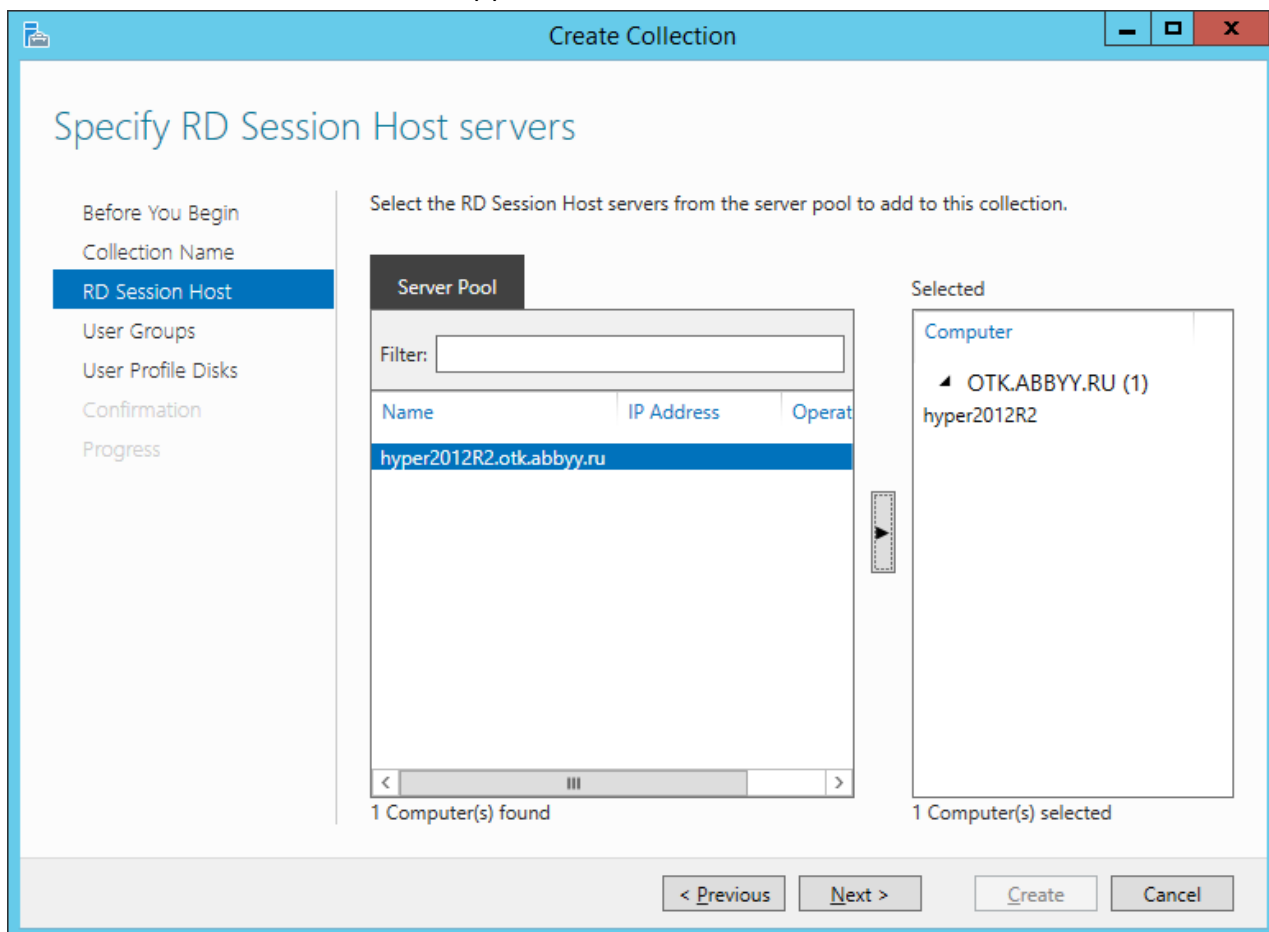 Create Collection
Specify RD Session Host servers
Before You Begin
Collection Name
RD Session Host
User Groups
User Profile Disks
Confirmation
Progress
Select the RD Session Host servers from the server pool to add to this collection.
Server Pool
Filter:
Name IP Address Operat
hyper2012R2.otk.abbyy.ru
1 Computer(s) found
Selected
Computer
OTK.ABBYY.RU (1)
hyper2012R2
1 Computer(s) selected
< Previous Next > Create Cancel